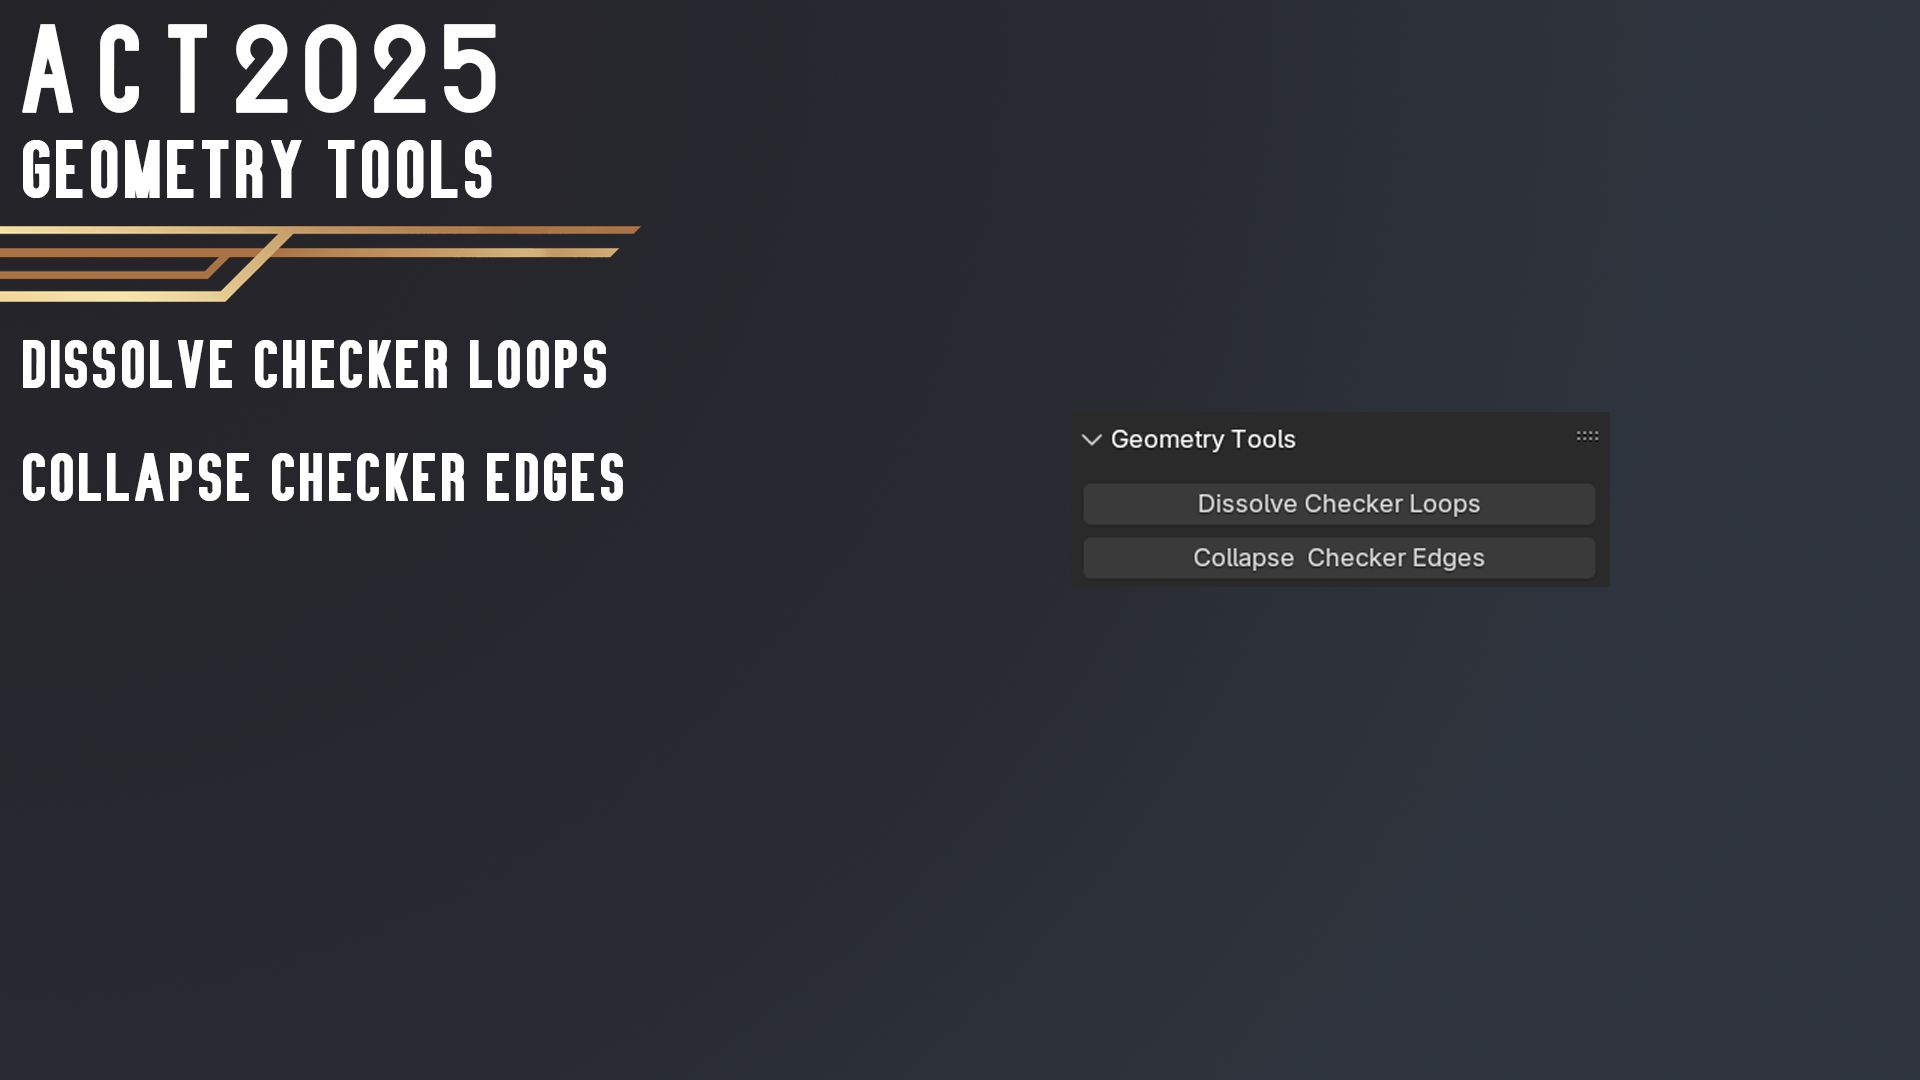 ACT2025
GEOMETRY TOOLS
DISSOLVE CHECKER LOOPS
COLLAPSE CHECKER EDGES
Geometry Tools
Dissolve Checker Loops
Collapse  Checker Edges